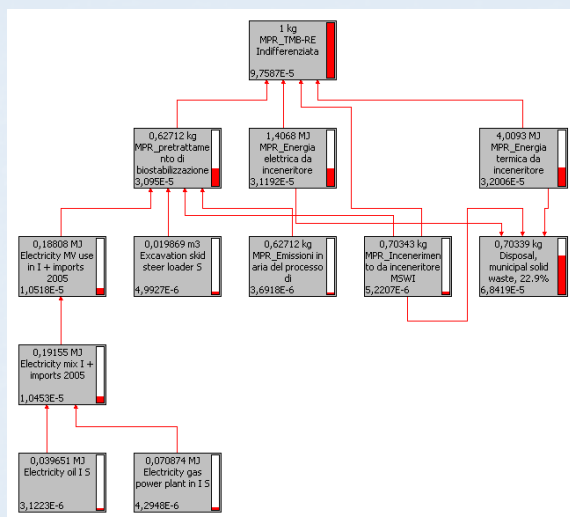 1 kg
MPR_TMB-RE
Indifferenziata
9,7587E-5
0,62712 kg
MPR_pretrattame
nto di
biostabilizzazione
3,095E-5
1,4068 MJ
MPR_Energia
elettrica da
inceneritore
3,1192E-5
4,0093 MJ
MPR_Energia
termica da
inceneritore
3,2006E-5
0,18808 MJ
Electricity MV use
in I + imports
2005
1,0518E-5
0,019869 m3
Excavation skid
steer loader S
4,9927E-6
0,62712 kg
MPR_Emissioni in
aria del processo
di
3,6918E-6
0,70343 kg
MPR_Incenerimen
to da inceneritore
MSWI
5,2207E-6
0,70339 kg
Disposal,
municipal solid
waste, 22.9%
6,8419E-5
0,19155 MJ
Electricity mix I +
imports 2005
1,0453E-5
0,039651 MJ
Electricity oil I S
3,1223E-6
0,070874 MJ
Electricity gas
power plant in I S
4,2948E-6